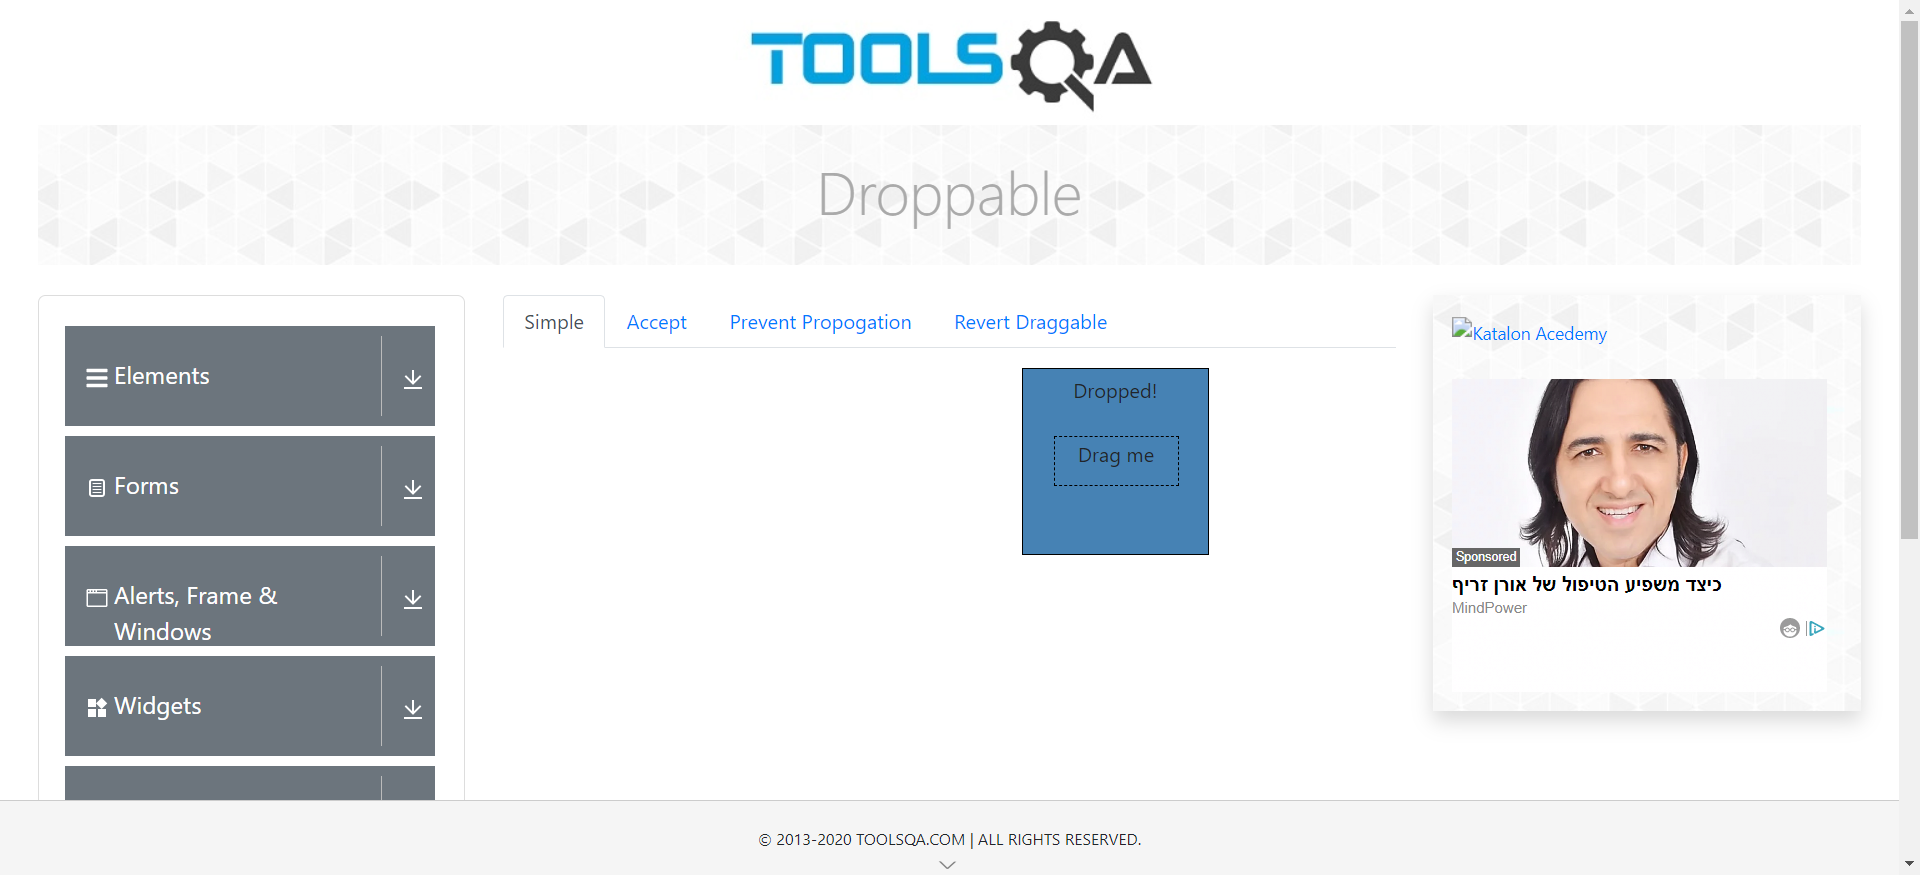 TOOLSQA
Droppable
Elements
Forms
Alerts, Frame &
Windows
Widgets
Simple
Accept
Prevent Propogation
Revert Draggable
Dropped!
Drag me
Katalon Acedemy
Sponsored
כיצד משפיע הטיפול של אורן זריף
MindPower
© 2013-2020 TOOLSQA.COM | ALL RIGHTS RESERVED.